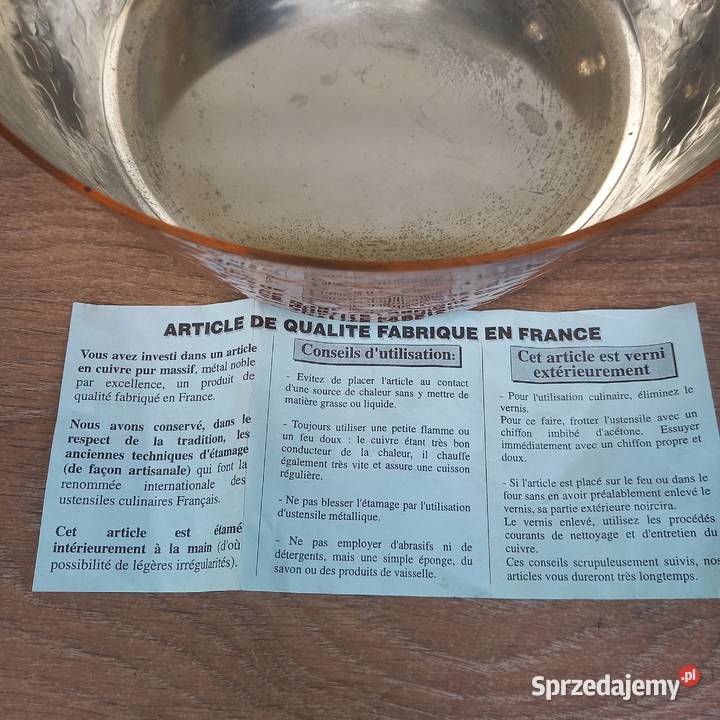 ARTICLE DE QUALITE FABRIQUE EN FRANCE
Vous avez investi dans un article
en cuivre pur massif, métal noble
par excellence, un produit de
qualité fabriqué en France.
Nous avons conservé, dans le
respect de la tradition, les
anciennes techniques d'étamage
(de façon artisanale) qui font la
renommée internationale des
ustensiles culinaires Français.
Cet article est étamé
intérieurement à la main (d'où
possibilité de légères irrégularités).
Conseils d'utilisation:
- Evitez de placer l'article au contact
d'une source de chaleur sans y mettre de
matière grasse ou liquide.
- Toujours utiliser une petite flamme ou
un feu doux : le cuivre étant très bon
conducteur de la chaleur, il chauffe
également très vite et assure une cuisson
régulière.
- Ne pas blesser l'étamage par l'utilisation
d'ustensile métallique.
- Ne pas employer d'abrasifs ni de
détergents, mais une simple éponge, du
savon ou des produits de vaisselle.
Cet article est verni
extérieurement
- Pour l'utilisation culinaire, éliminez le
vernis.
Pour ce faire, frotter l'ustensile avec un
chiffon imbibé d'acétone. Essuyer
immédiatement avec un chiffon propre et
doux.
- Si l'article est placé sur le feu ou dans le
four sans en avoir préalablement enlevé le
vernis, sa partie extérieure noircira.
Le vernis enlevé, utilisez les procédés
courants de nettoyage et d'entretien du
cuivre.
Ces conseils scrupuleusement suivis, nos
articles vous dureront très longtemps.
Sprzedajemy.pl